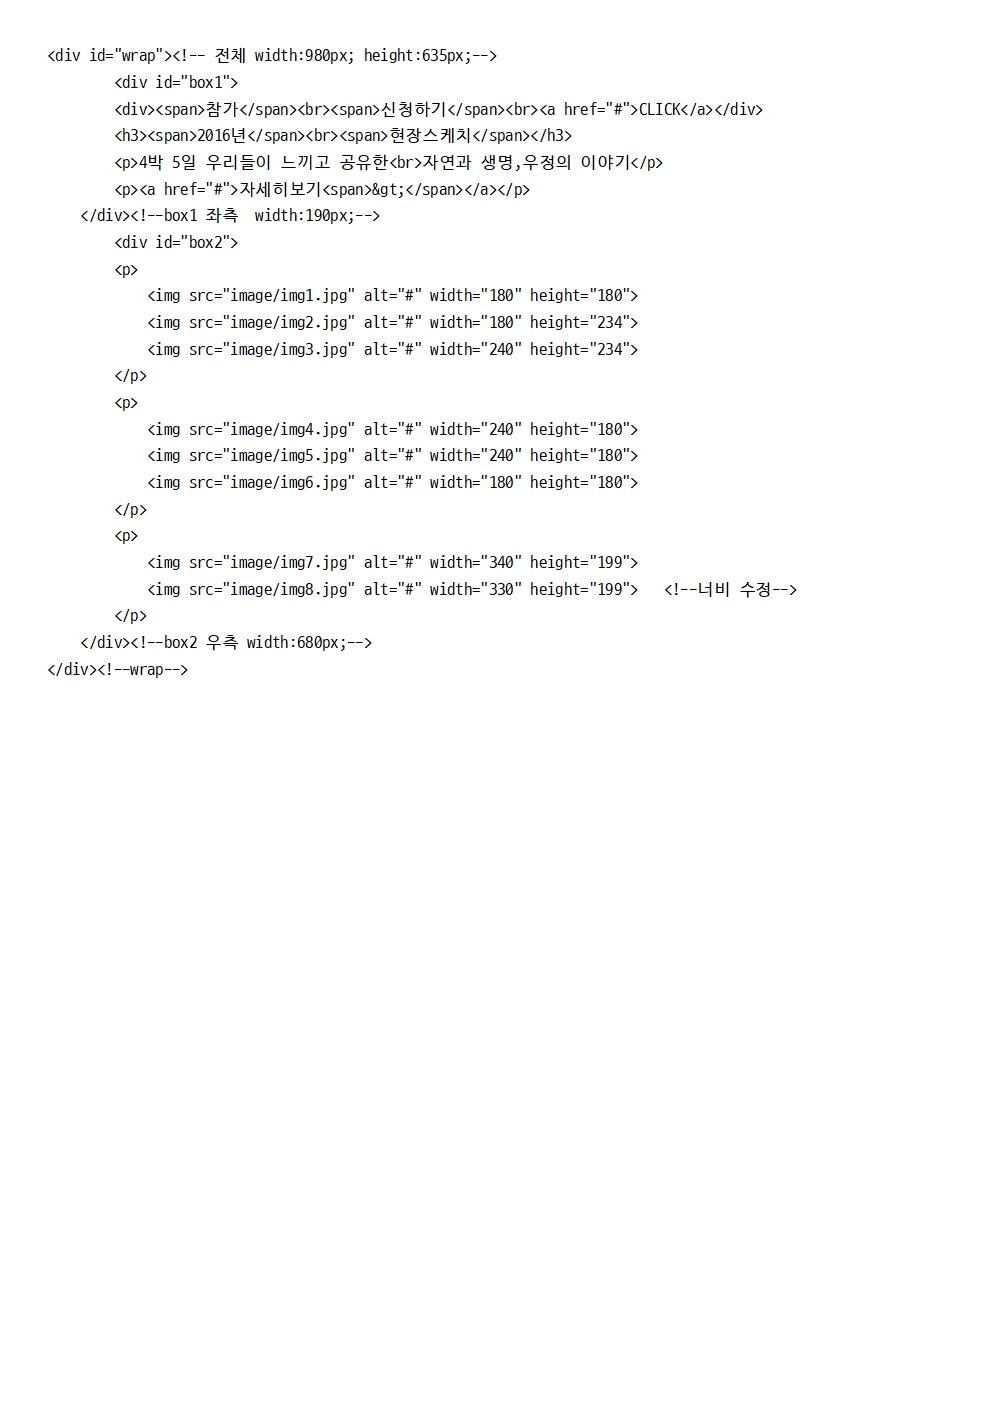 <div id="wrap"><!-- 전체 width:980px; height:635px;-->
<div id="box1">
<div><span>참가</span><br><span>신청하기</span><br><a href="#">CLICK</a></div>
<h3><span>2016년</span><br><span>현장스케치</span></h3>
<p>4박 5일 우리들이 느끼고 공유한<br>자연과 생명,우정의 이야기</p>
<p><a href="#">자세히보기<span>&gt;</span></a></p>
</div><!--box1 좌측  width:190px;-->
<div id="box2">
<p>
<img src="image/img1.jpg" alt="#" width="180" height="180">
<img src="image/img2.jpg" alt="#" width="180" height="234">
<img src="image/img3.jpg" alt="#" width="240" height="234">
</p>
<p>
<img src="image/img4.jpg" alt="#" width="240" height="180">
<img src="image/img5.jpg" alt="#" width="240" height="180">
<img src="image/img6.jpg" alt="#" width="180" height="180">
</p>
<p>
<img src="image/img7.jpg" alt="#" width="340" height="199">
<img src="image/img8.jpg" alt="#" width="330" height="199">   <!--너비 수정-->
</p>
</div><!--box2 우측 width:680px;-->
</div><!--wrap-->